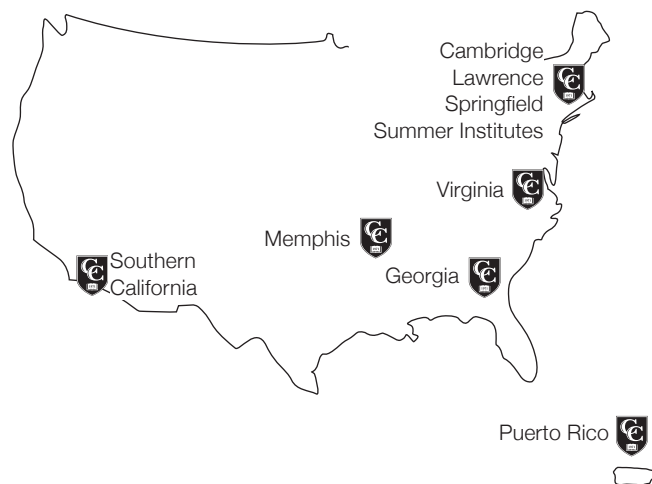 Cambridge
Lawrence
Springfield
Summer Institutes
Virginia
Memphis
Georgia
Southern
California
Puerto Rico